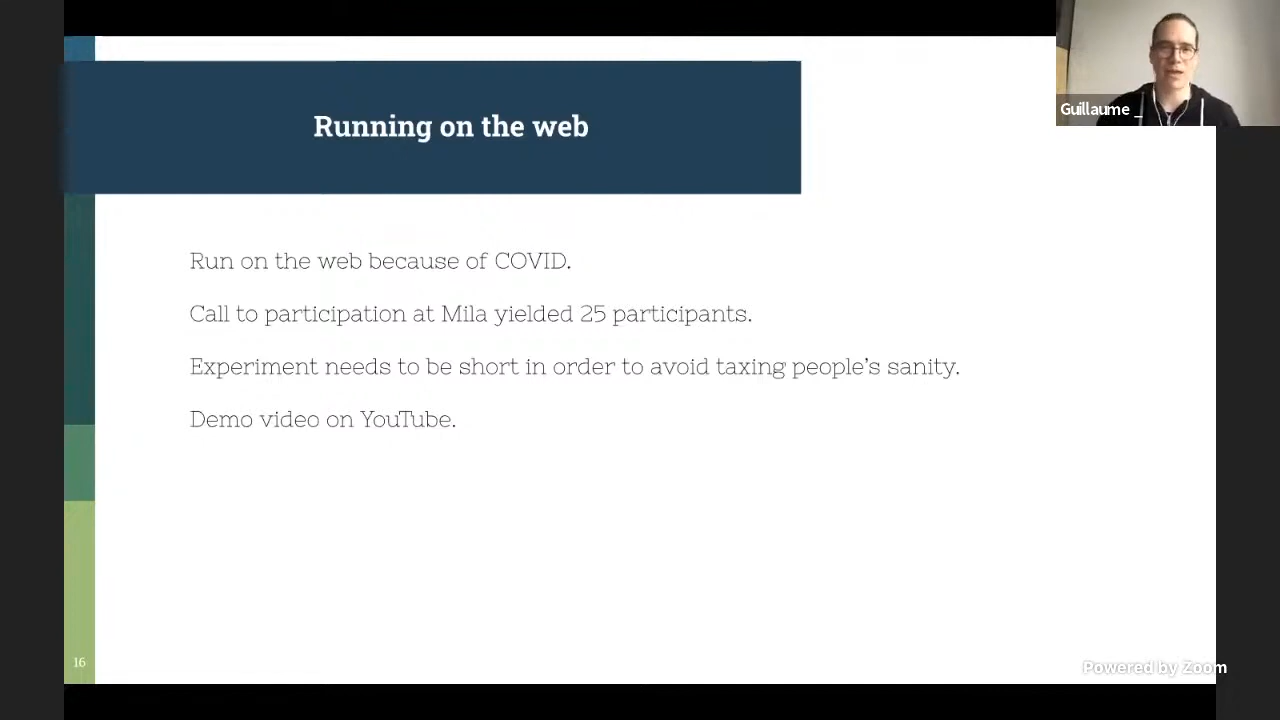 Running on the web
Guillaume _
Run on the web because of COVID.
Call to participation at Mila yielded 25 participants.
Experiment needs to be short in order to avoid taxing people’s sanity.
Demo video on YouTube.
16
Powered by Zoom